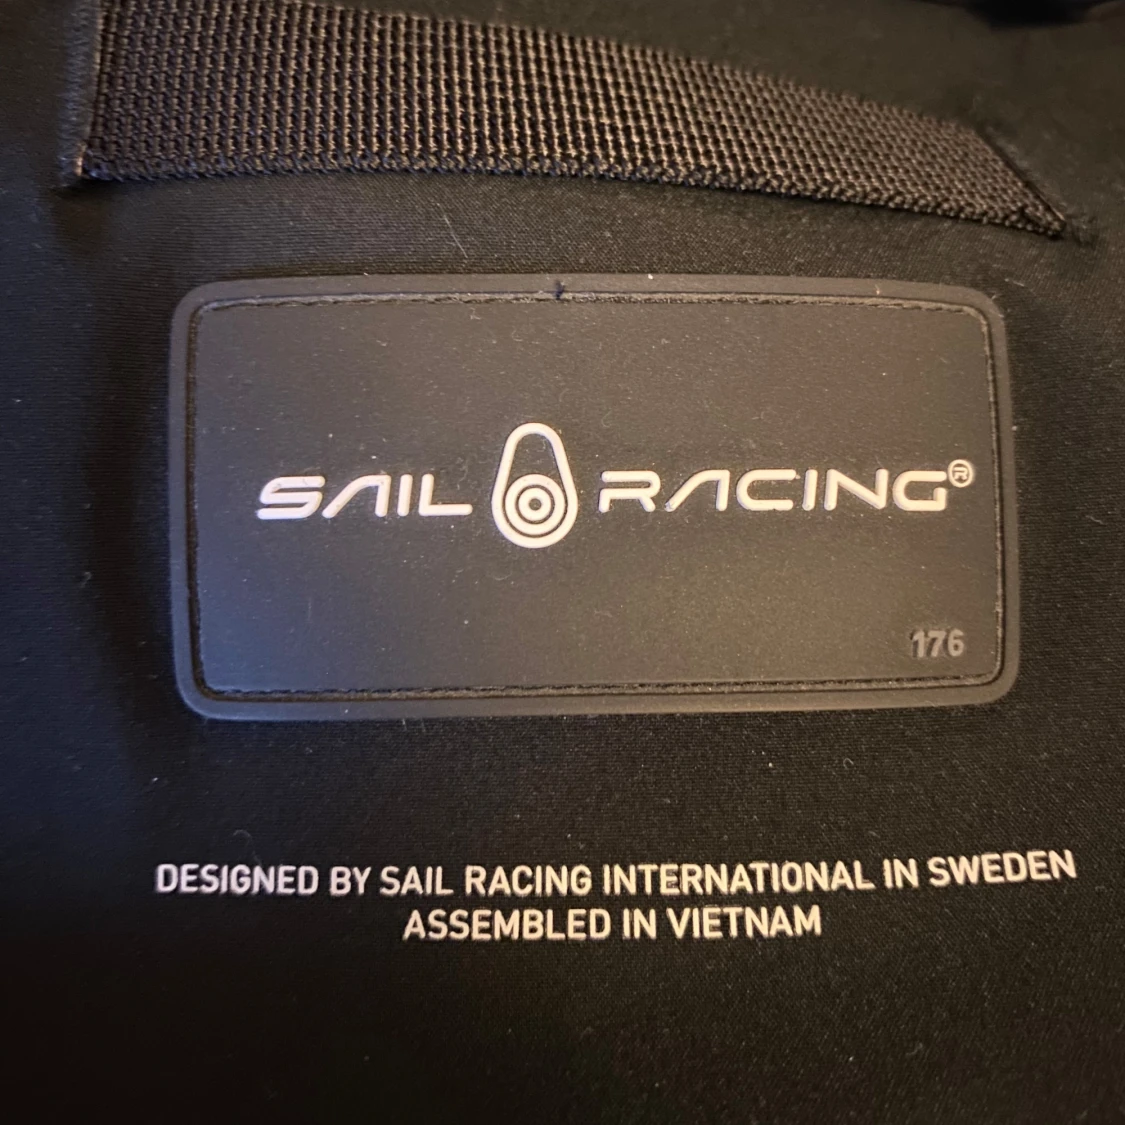 SAIL RACING®
176
DESIGNED BY SAIL RACING INTERNATIONAL IN SWEDEN
ASSEMBLED IN VIETNAM